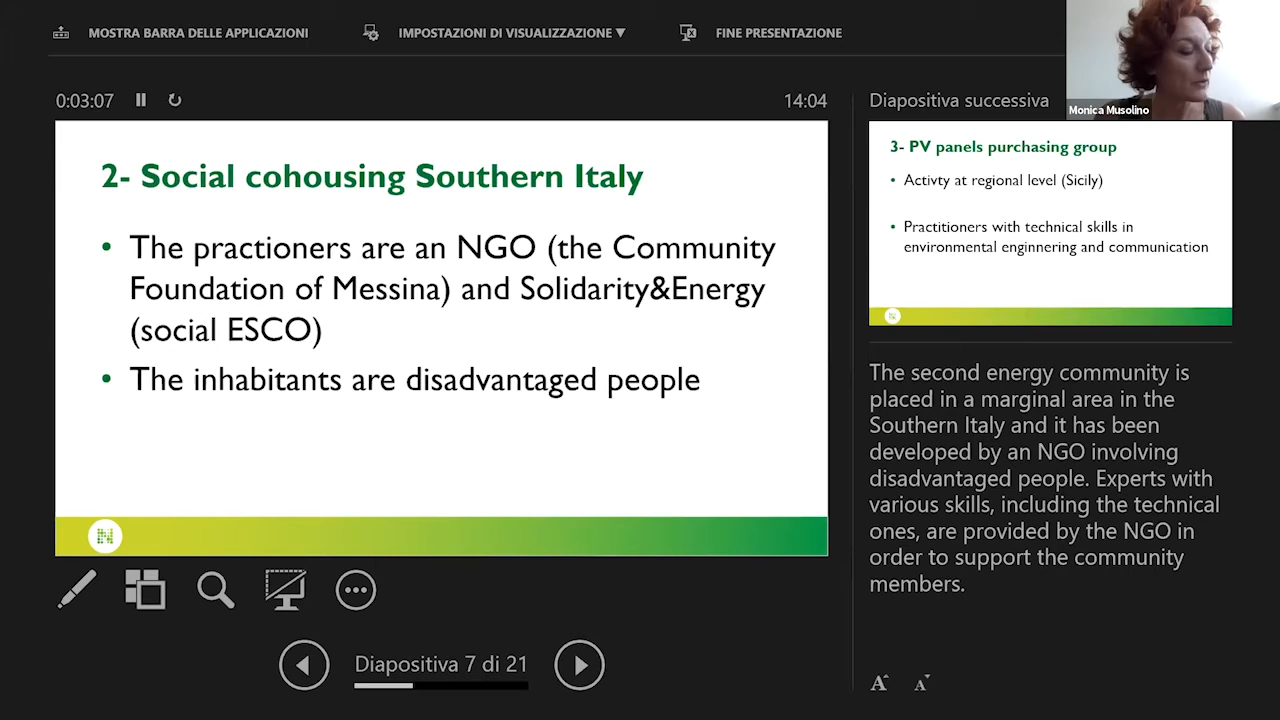 MOSTRA BARRA DELLE APPLICAZIONI
IMPOSTAZIONI DI VISUALIZZAZIONE ▼
FINE PRESENTAZIONE
Monica Musolino
0:03:07
14:04
2- Social cohousing Southern Italy
• The practioners are an NGO (the Community
Foundation of Messina) and Solidarity&Energy
(social ESCO)
• The inhabitants are disadvantaged people
Diapositiva 7 di 21
Diapositiva successiva
3- PV panels purchasing group
• Activty at regional level (Sicily)
• Practitioners with technical skills in
environmental enginnering and communication
The second energy community is
placed in a marginal area in the
Southern Italy and it has been
developed by an NGO involving
disadvantaged people. Experts with
various skills, including the technical
ones, are provided by the NGO in
order to support the community
members.
A A